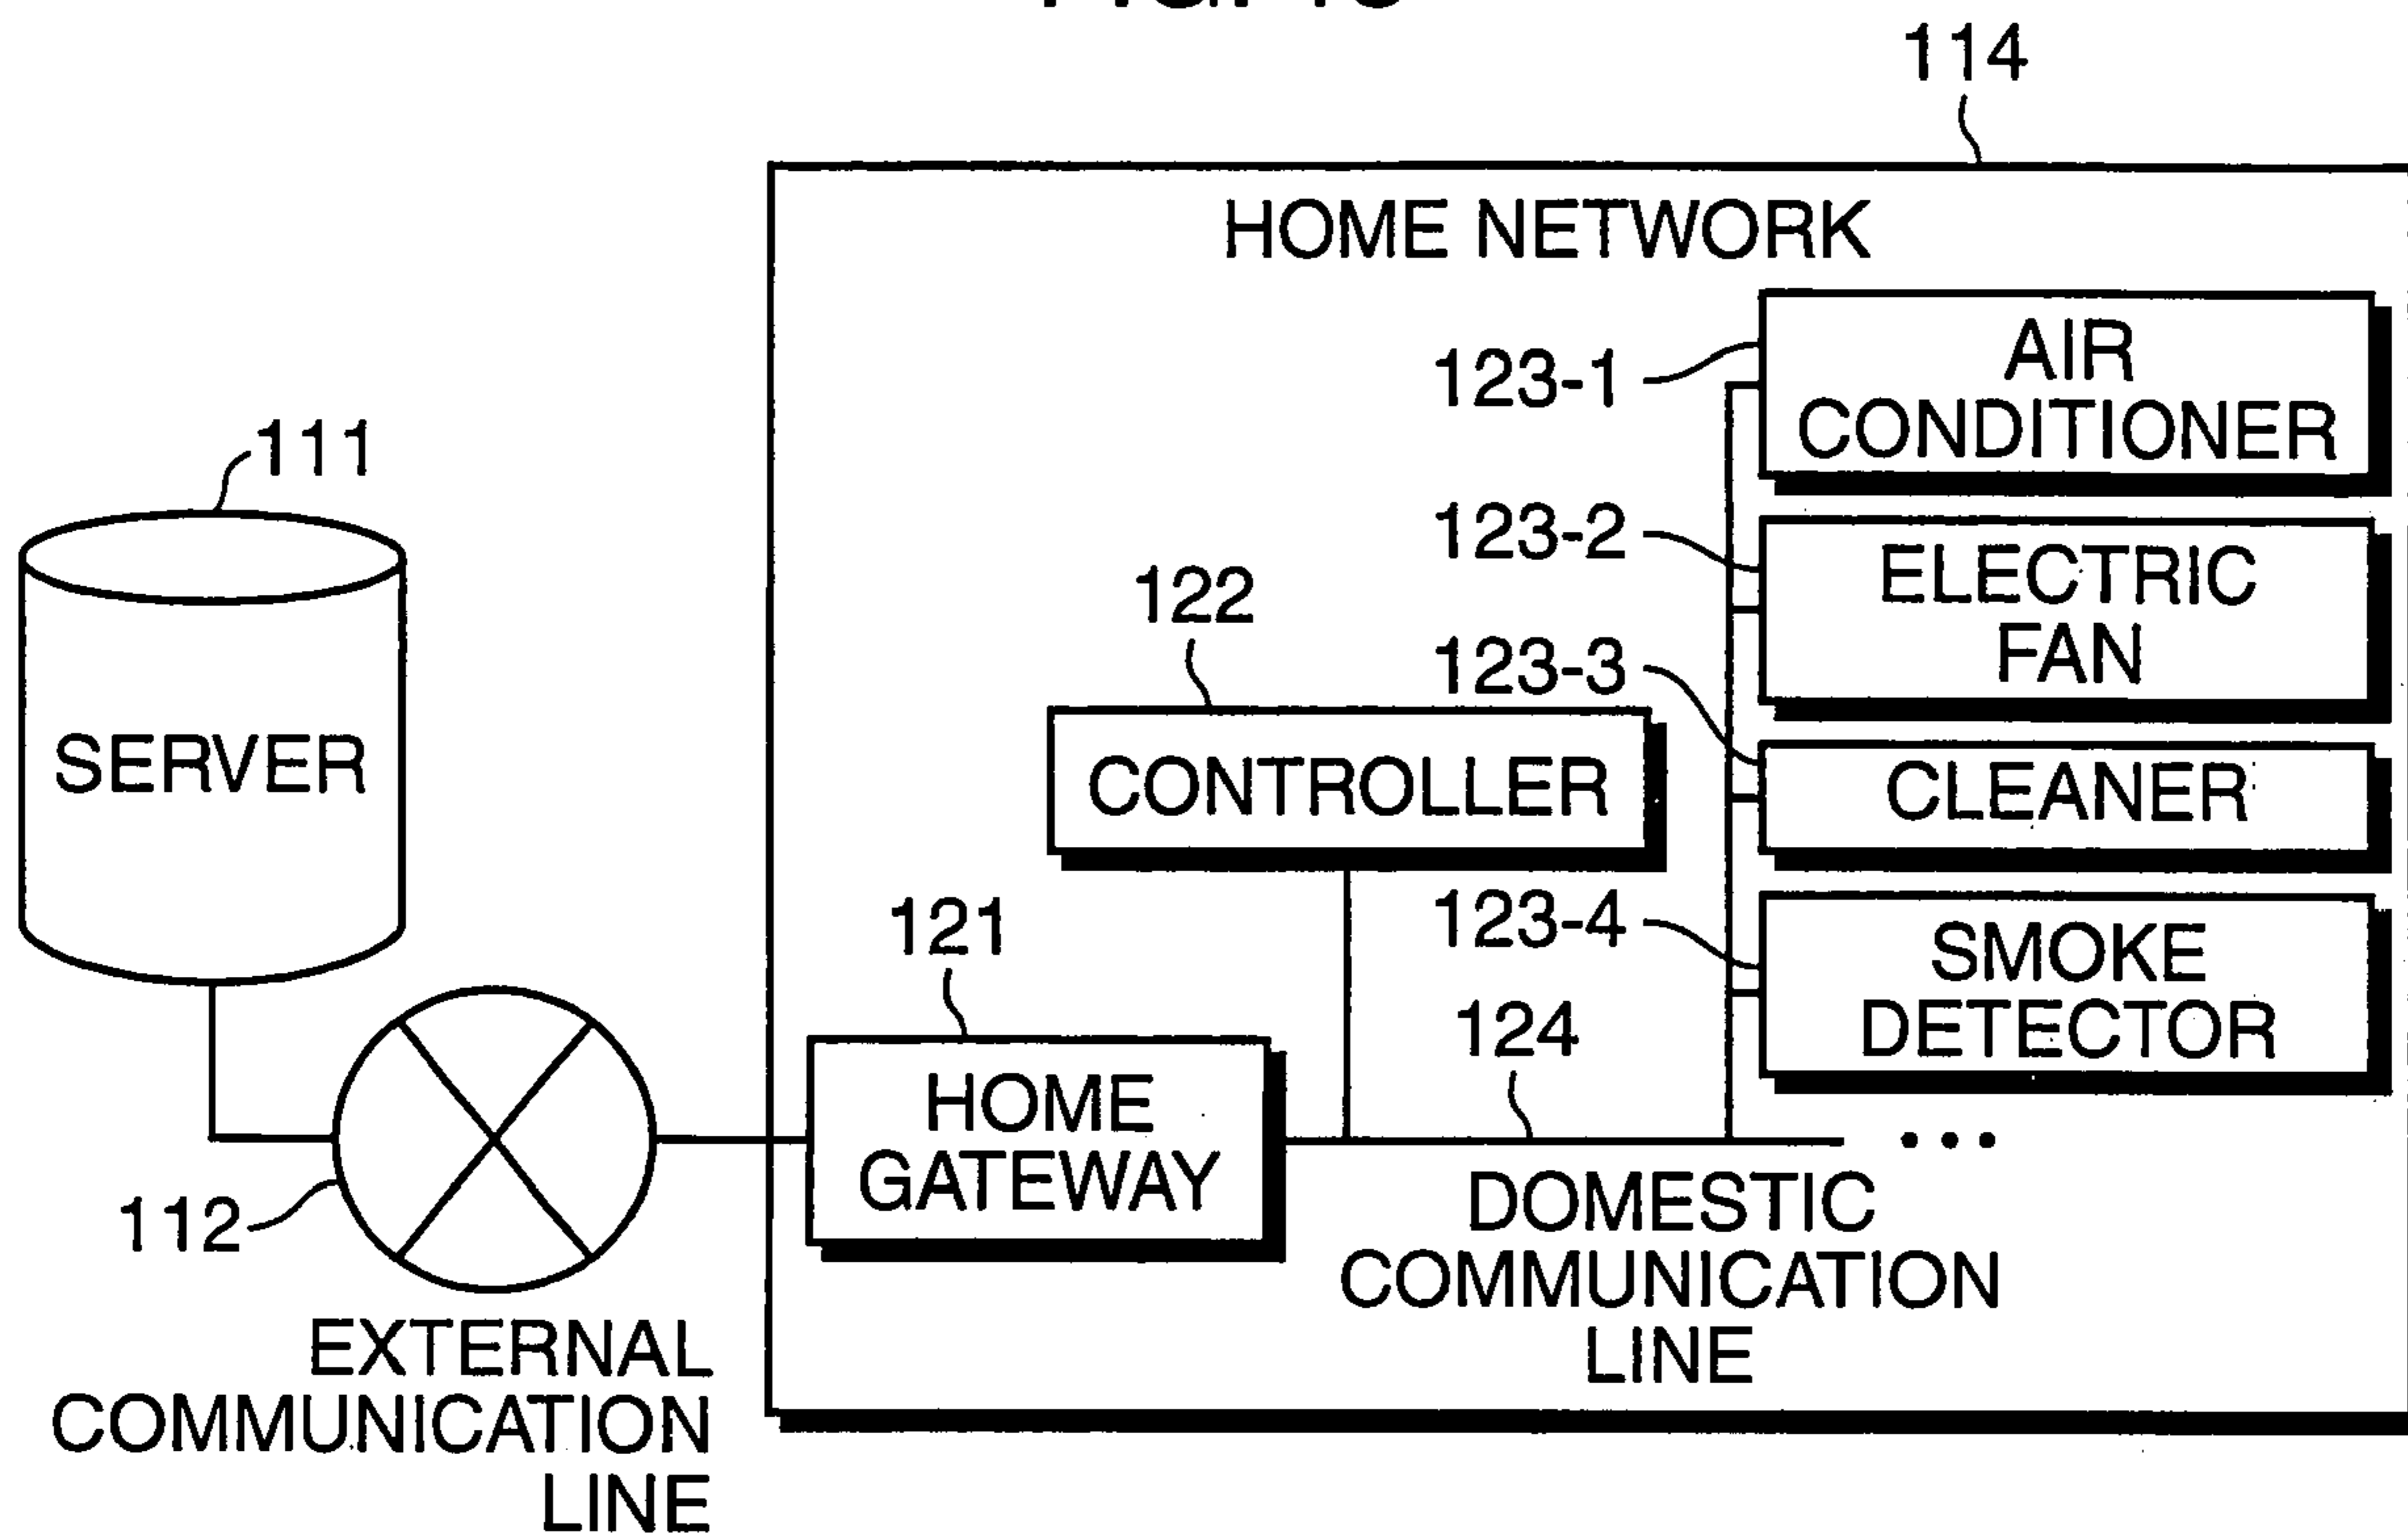 114
HOME NETWORK
123-1
AIR
CONDITIONER
111
123-2
ELECTRIC
FAN
122
123-3
SERVER
CONTROLLER
CLEANER
121
123-4
SMOKE
DETECTOR
124
HOME
GATEWAY
112
DOMESTIC
COMMUNICATION
LINE
EXTERNAL
COMMUNICATION
LINE